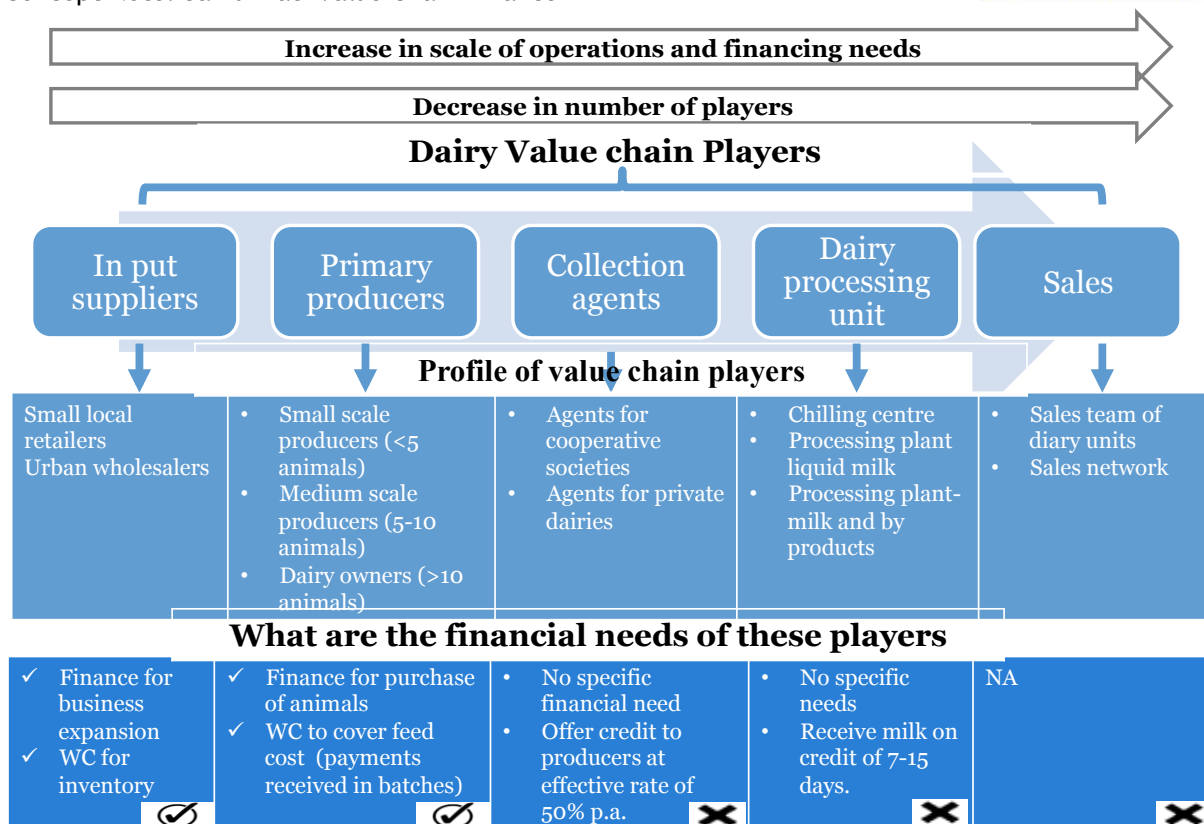 Increase in scale of operations and financing needs
Decrease in number of players
Dairy Value chain Players
In put
suppliers
Primary
producers
Collection
agents
Dairy
processing
unit
Sales
Profile of value chain players
Small local
retailers
Urban wholesalers
• Small scale
producers (<5
animals)
• Medium scale
producers (5-10
animals)
• Dairy owners (>10
animals)
• Agents for
cooperative
societies
• Agents for private
dairies
• Chilling centre
• Processing plant
liquid milk
• Processing plant-
milk and by
products
• Sales team of
diary units
• Sales network
What are the financial needs of these players
✓ Finance for
business
expansion
✓ WC for
inventory
✓ Finance for purchase
of animals
✓ WC to cover feed
cost (payments
received in batches)
• No specific
financial need
• Offer credit to
producers at
effective rate of
50% p.a.
• No specific
needs
• Receive milk on
credit of 7-15
days.
NA